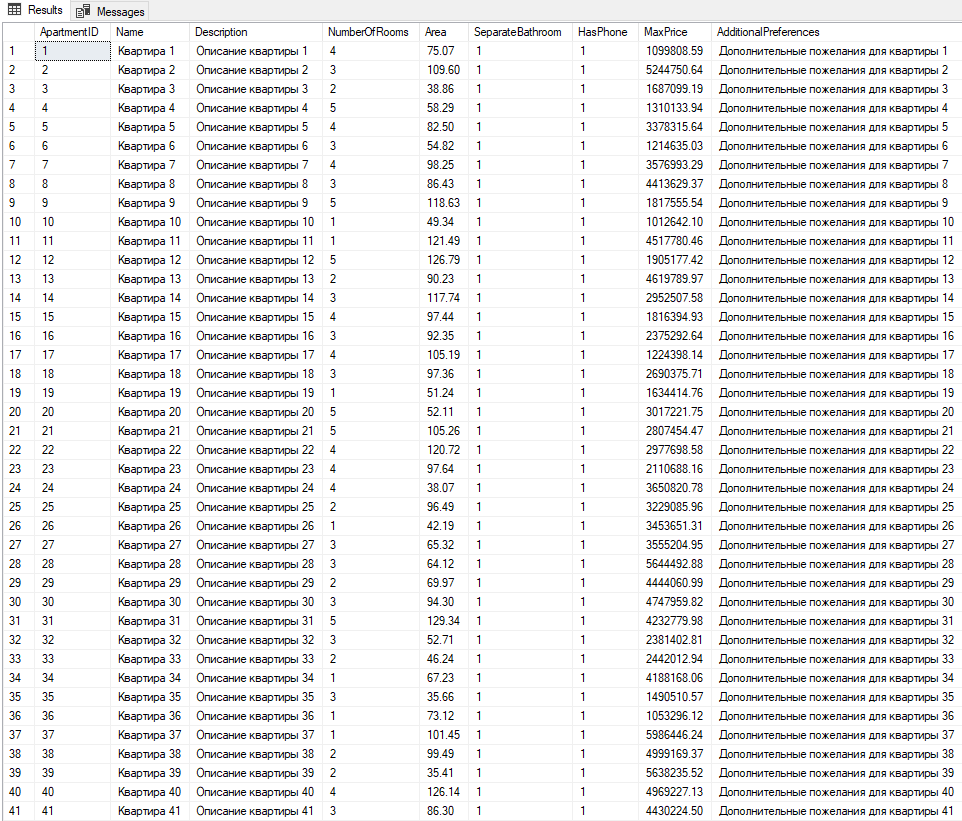 Results Messages
ApartmentID Name Description NumberOfRooms Area SeparateBathroom HasPhone MaxPrice AdditionalPreferences
1 1 Квартира 1 Описание квартиры 1 4 75.07 1 1 1099808.59 Дополнительные пожелания для квартиры 1
2 2 Квартира 2 Описание квартиры 2 3 109.60 1 1 5244750.64 Дополнительные пожелания для квартиры 2
3 3 Квартира 3 Описание квартиры 3 2 38.86 1 1 1687099.19 Дополнительные пожелания для квартиры 3
4 4 Квартира 4 Описание квартиры 4 5 58.29 1 1 1310133.94 Дополнительные пожелания для квартиры 4
5 5 Квартира 5 Описание квартиры 5 4 82.50 1 1 3378315.64 Дополнительные пожелания для квартиры 5
6 6 Квартира 6 Описание квартиры 6 3 54.82 1 1 1214635.03 Дополнительные пожелания для квартиры 6
7 7 Квартира 7 Описание квартиры 7 4 98.25 1 1 3576993.29 Дополнительные пожелания для квартиры 7
8 8 Квартира 8 Описание квартиры 8 3 86.43 1 1 4413629.37 Дополнительные пожелания для квартиры 8
9 9 Квартира 9 Описание квартиры 9 5 118.63 1 1 1817555.54 Дополнительные пожелания для квартиры 9
10 10 Квартира 10 Описание квартиры 10 1 49.34 1 1 1012642.10 Дополнительные пожелания для квартиры 10
11 11 Квартира 11 Описание квартиры 11 1 121.49 1 1 4517780.46 Дополнительные пожелания для квартиры 11
12 12 Квартира 12 Описание квартиры 12 5 126.79 1 1 1905177.42 Дополнительные пожелания для квартиры 12
13 13 Квартира 13 Описание квартиры 13 2 90.23 1 1 4619789.97 Дополнительные пожелания для квартиры 13
14 14 Квартира 14 Описание квартиры 14 3 117.74 1 1 2952507.58 Дополнительные пожелания для квартиры 14
15 15 Квартира 15 Описание квартиры 15 4 97.44 1 1 1816394.93 Дополнительные пожелания для квартиры 15
16 16 Квартира 16 Описание квартиры 16 3 92.35 1 1 2375292.64 Дополнительные пожелания для квартиры 16
17 17 Квартира 17 Описание квартиры 17 4 105.19 1 1 1224398.14 Дополнительные пожелания для квартиры 17
18 18 Квартира 18 Описание квартиры 18 3 97.36 1 1 2690375.71 Дополнительные пожелания для квартиры 18
19 19 Квартира 19 Описание квартиры 19 1 51.24 1 1 1634414.76 Дополнительные пожелания для квартиры 19
20 20 Квартира 20 Описание квартиры 20 5 52.11 1 1 3017221.75 Дополнительные пожелания для квартиры 20
21 21 Квартира 21 Описание квартиры 21 5 105.26 1 1 2807454.47 Дополнительные пожелания для квартиры 21
22 22 Квартира 22 Описание квартиры 22 4 120.72 1 1 2977698.58 Дополнительные пожелания для квартиры 22
23 23 Квартира 23 Описание квартиры 23 4 97.64 1 1 2110688.16 Дополнительные пожелания для квартиры 23
24 24 Квартира 24 Описание квартиры 24 4 38.07 1 1 3650820.78 Дополнительные пожелания для квартиры 24
25 25 Квартира 25 Описание квартиры 25 2 96.49 1 1 3229085.96 Дополнительные пожелания для квартиры 25
26 26 Квартира 26 Описание квартиры 26 1 42.19 1 1 3453651.31 Дополнительные пожелания для квартиры 26
27 27 Квартира 27 Описание квартиры 27 3 65.32 1 1 3555204.95 Дополнительные пожелания для квартиры 27
28 28 Квартира 28 Описание квартиры 28 3 64.12 1 1 5644492.88 Дополнительные пожелания для квартиры 28
29 29 Квартира 29 Описание квартиры 29 2 69.97 1 1 4444060.99 Дополнительные пожелания для квартиры 29
30 30 Квартира 30 Описание квартиры 30 3 94.30 1 1 4747959.82 Дополнительные пожелания для квартиры 30
31 31 Квартира 31 Описание квартиры 31 5 129.34 1 1 4232779.98 Дополнительные пожелания для квартиры 31
32 32 Квартира 32 Описание квартиры 32 3 52.71 1 1 2381402.81 Дополнительные пожелания для квартиры 32
33 33 Квартира 33 Описание квартиры 33 2 46.24 1 1 2442012.94 Дополнительные пожелания для квартиры 33
34 34 Квартира 34 Описание квартиры 34 1 67.23 1 1 4188168.06 Дополнительные пожелания для квартиры 34
35 35 Квартира 35 Описание квартиры 35 3 35.66 1 1 1490510.57 Дополнительные пожелания для квартиры 35
36 36 Квартира 36 Описание квартиры 36 1 73.12 1 1 1053296.12 Дополнительные пожелания для квартиры 36
37 37 Квартира 37 Описание квартиры 37 1 101.45 1 1 5986446.24 Дополнительные пожелания для квартиры 37
38 38 Квартира 38 Описание квартиры 38 2 99.49 1 1 4999169.37 Дополнительные пожелания для квартиры 38
39 39 Квартира 39 Описание квартиры 39 2 35.41 1 1 5638235.52 Дополнительные пожелания для квартиры 39
40 40 Квартира 40 Описание квартиры 40 4 126.14 1 1 4969227.13 Дополнительные пожелания для квартиры 40
41 41 Квартира 41 Описание квартиры 41 3 86.30 1 1 4430224.50 Дополнительные пожелания для квартиры 41